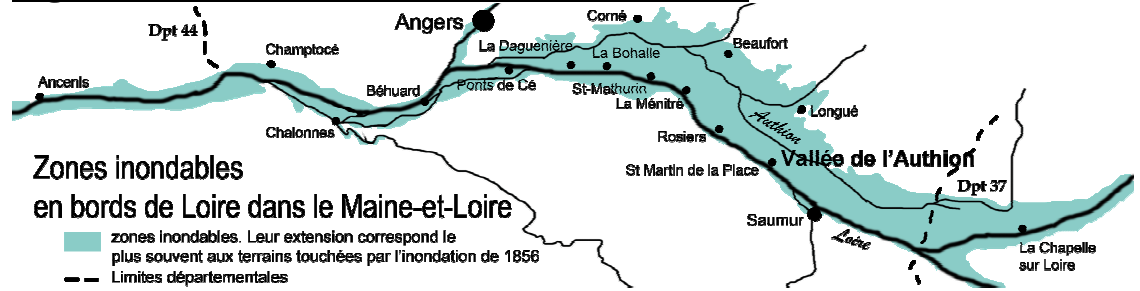 Corné
Angers
Dpt 44
Beaufort
La Daguenière
Champtocé
La Bohalle
Ancenis
Béhuard
Ponts de Cé
St-Mathurin
La Ménitré
Longué
Authion
Chalonnes
Rosiers
Vallée de l'Authion
Zones inondables
St Martin de la Place
Dpt 37
en bords de Loire dans le Maine-et-Loire
Saumur
zones inondables. Leur extension correspond le
Loire
La Chapelle
plus souvent aux terrains touchées par l'inondation de 1856
sur Loire
Limites départementales